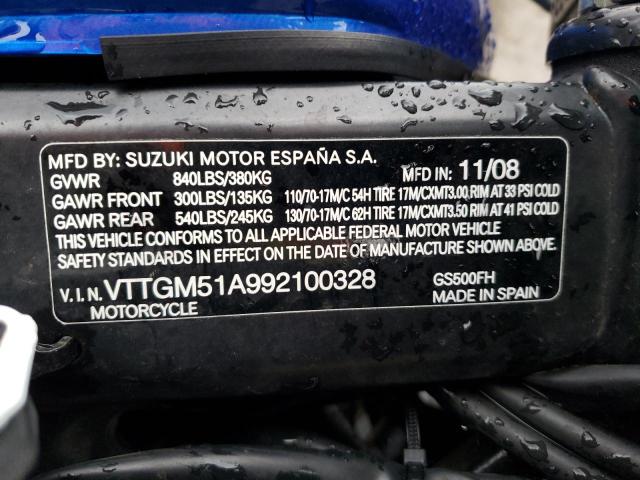 MFD BY: SUZUKI MOTOR ESPAÑA S.A. MFD IN: 11/08
GVWR 840LBS/380KG
GAWR FRONT 300LBS/135KG 110/70-17M/C 54H TIRE 17M/CXMT3.00 RIM AT 33 PSI COLD
GAWR REAR 540LBS/245KG 130/70-17M/C 62H TIRE 17M/CXMT3.50 RIM AT 41 PSI COLD
THIS VEHICLE CONFORMS TO ALL APPLICABLE FEDERAL MOTOR VEHICLE
SAFETY STANDARDS IN EFFECT ON THE DATE OF MANUFACTURE SHOWN ABOVE.
V.I.N. VTTGM51A992100328 GS500FH
MOTORCYCLE MADE IN SPAIN